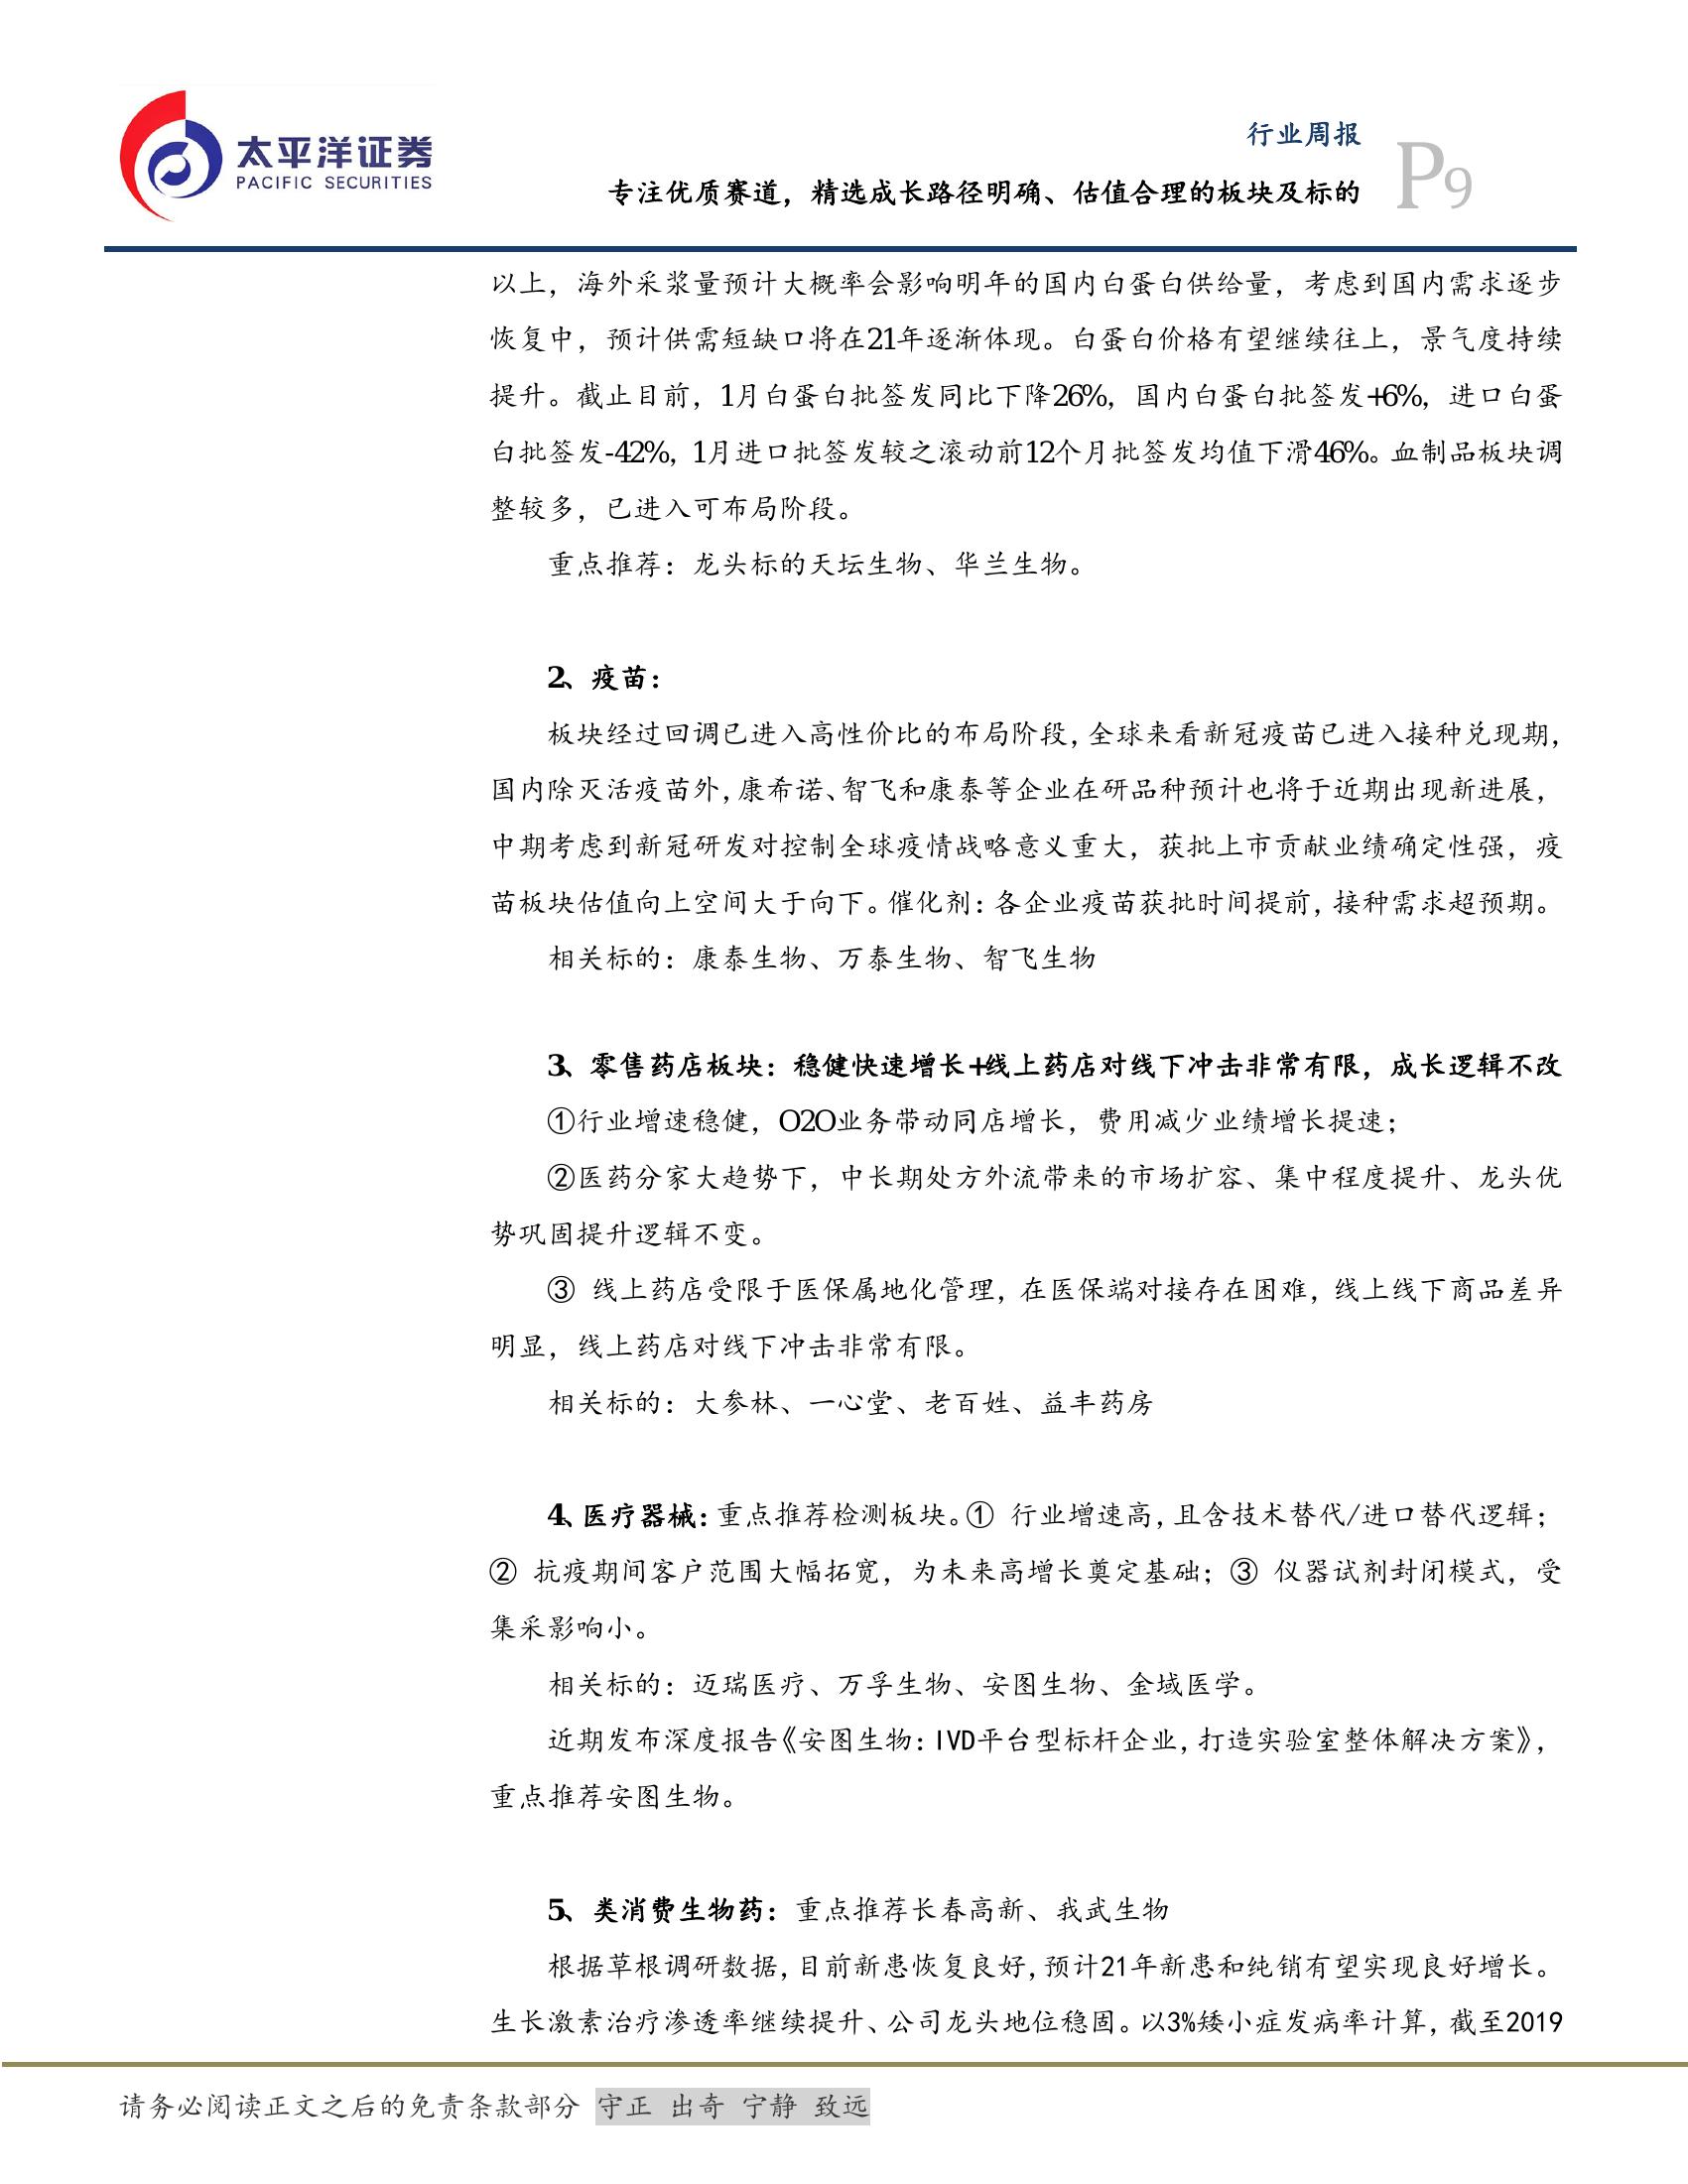 太平洋证券
PACIFIC SECURITIES
行业周报
专注优质赛道，精选成长路径明确、估值合理的板块及标的
P9
以上，海外采浆量预计大概率会影响明年的国内白蛋白供给量，考虑到国内需求逐步
恢复中，预计供需短缺口将在21年逐渐体现。白蛋白价格有望继续往上，景气度持续
提升。截止目前，1月白蛋白批签发同比下降26%，国内白蛋白批签发+6%，进口白蛋
白批签发-42%，1月进口批签发较之滚动前12个月批签发均值下滑46%。血制品板块调
整较多，已进入可布局阶段。
重点推荐：龙头标的天坛生物、华兰生物。
2、疫苗：
板块经过回调已进入高性价比的布局阶段，全球来看新冠疫苗已进入接种兑现期，
国内除灭活疫苗外，康希诺、智飞和康泰等企业在研品种预计也将于近期出现新进展，
中期考虑到新冠研发对控制全球疫情战略意义重大，获批上市贡献业绩确定性强，疫
苗板块估值向上空间大于向下。催化剂：各企业疫苗获批时间提前，接种需求超预期。
相关标的：康泰生物、万泰生物、智飞生物
3、零售药店板块：稳健快速增长+线上药店对线下冲击非常有限，成长逻辑不改
①行业增速稳健，O2O业务带动同店增长，费用减少业绩增长提速；
②医药分家大趋势下，中长期处方外流带来的市场扩容、集中程度提升、龙头优
势巩固提升逻辑不变。
③ 线上药店受限于医保属地化管理，在医保端对接存在困难，线上线下商品差异
明显，线上药店对线下冲击非常有限。
相关标的：大参林、一心堂、老百姓、益丰药房
4、医疗器械：重点推荐检测板块。① 行业增速高，且含技术替代/进口替代逻辑；
② 抗疫期间客户范围大幅拓宽，为未来高增长奠定基础；③ 仪器试剂封闭模式，受
集采影响小。
相关标的：迈瑞医疗、万孚生物、安图生物、金域医学。
近期发布深度报告《安图生物：IVD平台型标杆企业，打造实验室整体解决方案》，
重点推荐安图生物。
5、类消费生物药：重点推荐长春高新、我武生物
根据草根调研数据，目前新患恢复良好，预计21年新患和纯销有望实现良好增长。
生长激素治疗渗透率继续提升、公司龙头地位稳固。以3%矮小症发病率计算，截至2019
请务必阅读正文之后的免责条款部分 守正 出奇 宁静 致远